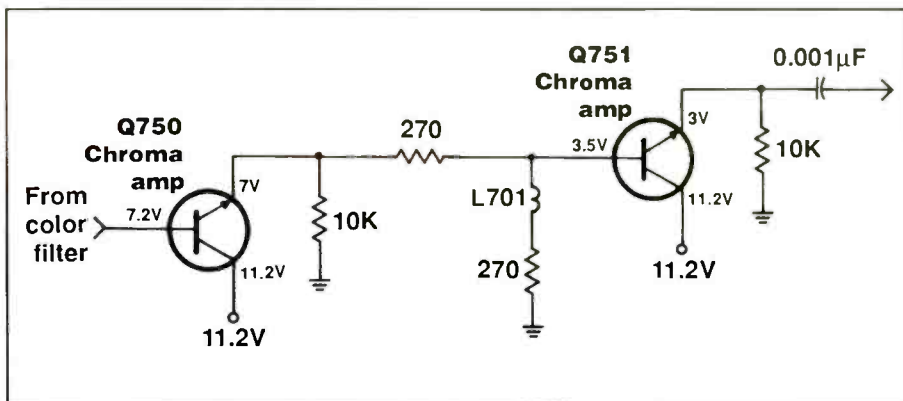 Q751
Chroma
amp
0.001μF
Q750
Chroma
amp
270
3V
3.5V
10K
7V
From
color
filter
7.2V
10K
L701
11.2V
11.2V
270
11.2V
11.2V